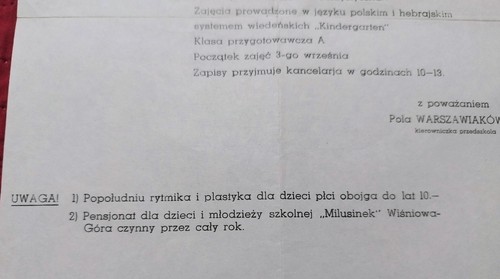 Zajęcia prowadzone w języku polskim i hebrajskim
systemem wiedeńskich „Kindergarten"
Klasa przygotowawcza A
Początek zajęć 3-go września
Zapisy przyjmuje kancelarja w godzinach 10-13.
z poważaniem
Pola WARSZAWIAKÓW
kierowniczka przedszkola
UWAGA! 1) Popołudniu rytmika i plastyka dla dzieci płci obojga do lat 10.—
2) Pensjonat dla dzieci i młodzieży szkolnej „Milusinek" Wiśniowa-
Góra czynny przez cały rok.